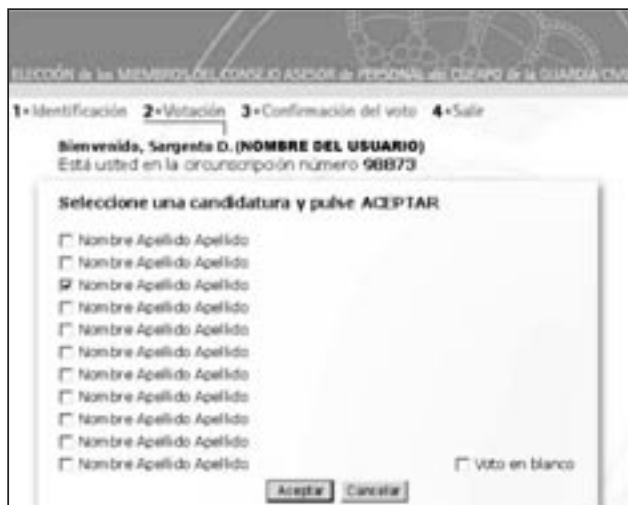 ELECCIÓN de los MIEMBROS DEL CONSEJO ASESOR de PERSONAL del CUERPO de la GUARDIA CIVIL
1•Identificación 2•Votación 3•Confirmación del voto 4•Salir
Bienvenido, Sargento D. (NOMBRE DEL USUARIO)
Está usted en la circunscripción número 98873
Seleccione una candidatura y pulse ACEPTAR
Nombre Apellido Apellido
Nombre Apellido Apellido
Nombre Apellido Apellido
Nombre Apellido Apellido
Nombre Apellido Apellido
Nombre Apellido Apellido
Nombre Apellido Apellido
Nombre Apellido Apellido
Nombre Apellido Apellido
Nombre Apellido Apellido
Nombre Apellido Apellido Voto en blanco
Aceptar Cancelar